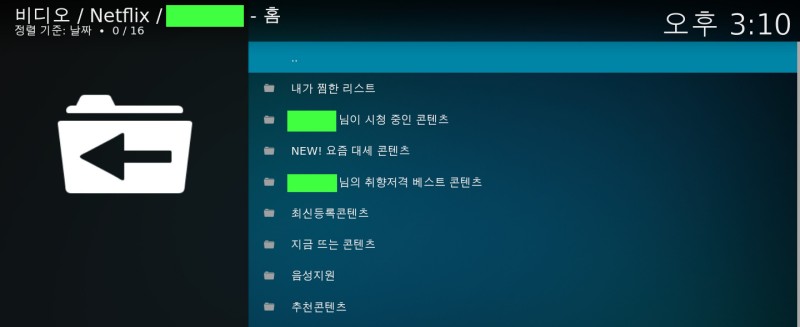 비디오 / Netflix / - 홈
정렬 기준: 날짜 • 0 / 16
오후 3:10
..
내가 찜한 리스트
님이 시청 중인 콘텐츠
NEW! 요즘 대세 콘텐츠
님의 취향저격 베스트 콘텐츠
최신등록콘텐츠
지금 뜨는 콘텐츠
음성지원
추천콘텐츠